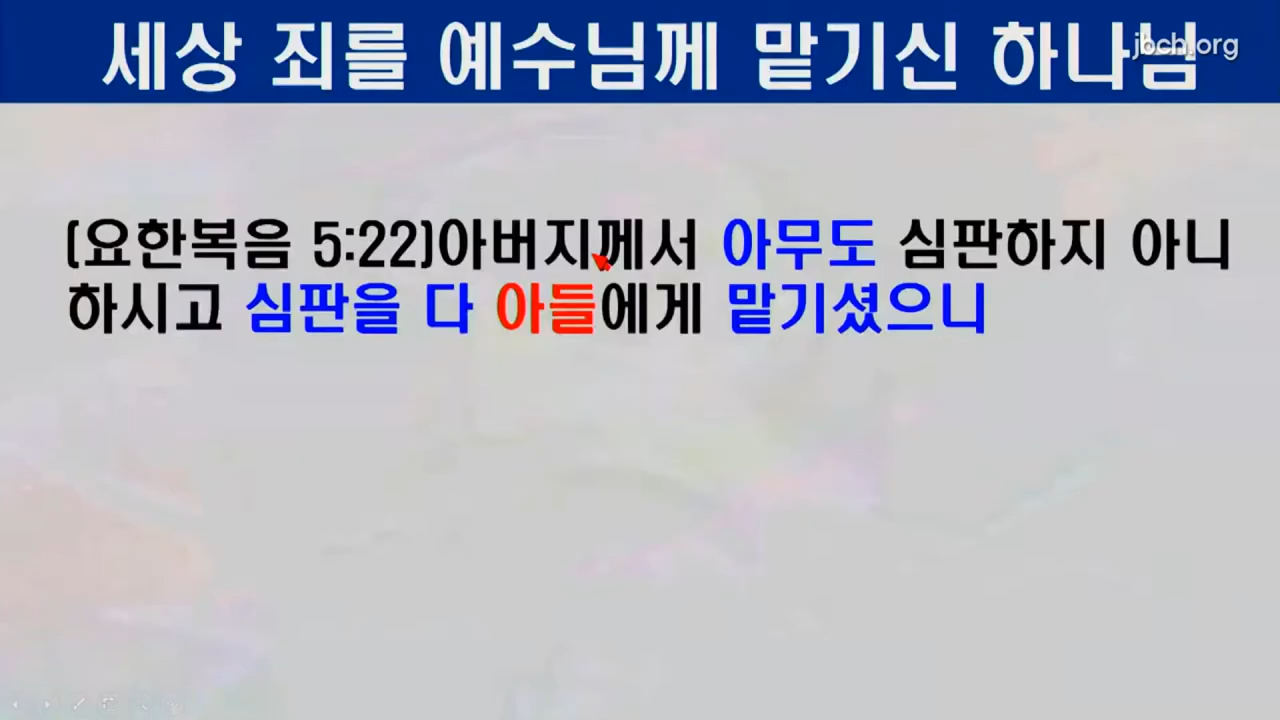 세상 죄를 예수님께 맡기신 하나님
jbch.org
(요한복음 5:22)아버지께서 아무도 심판하지 아니
하시고 심판을 다 아들에게 맡기셨으니